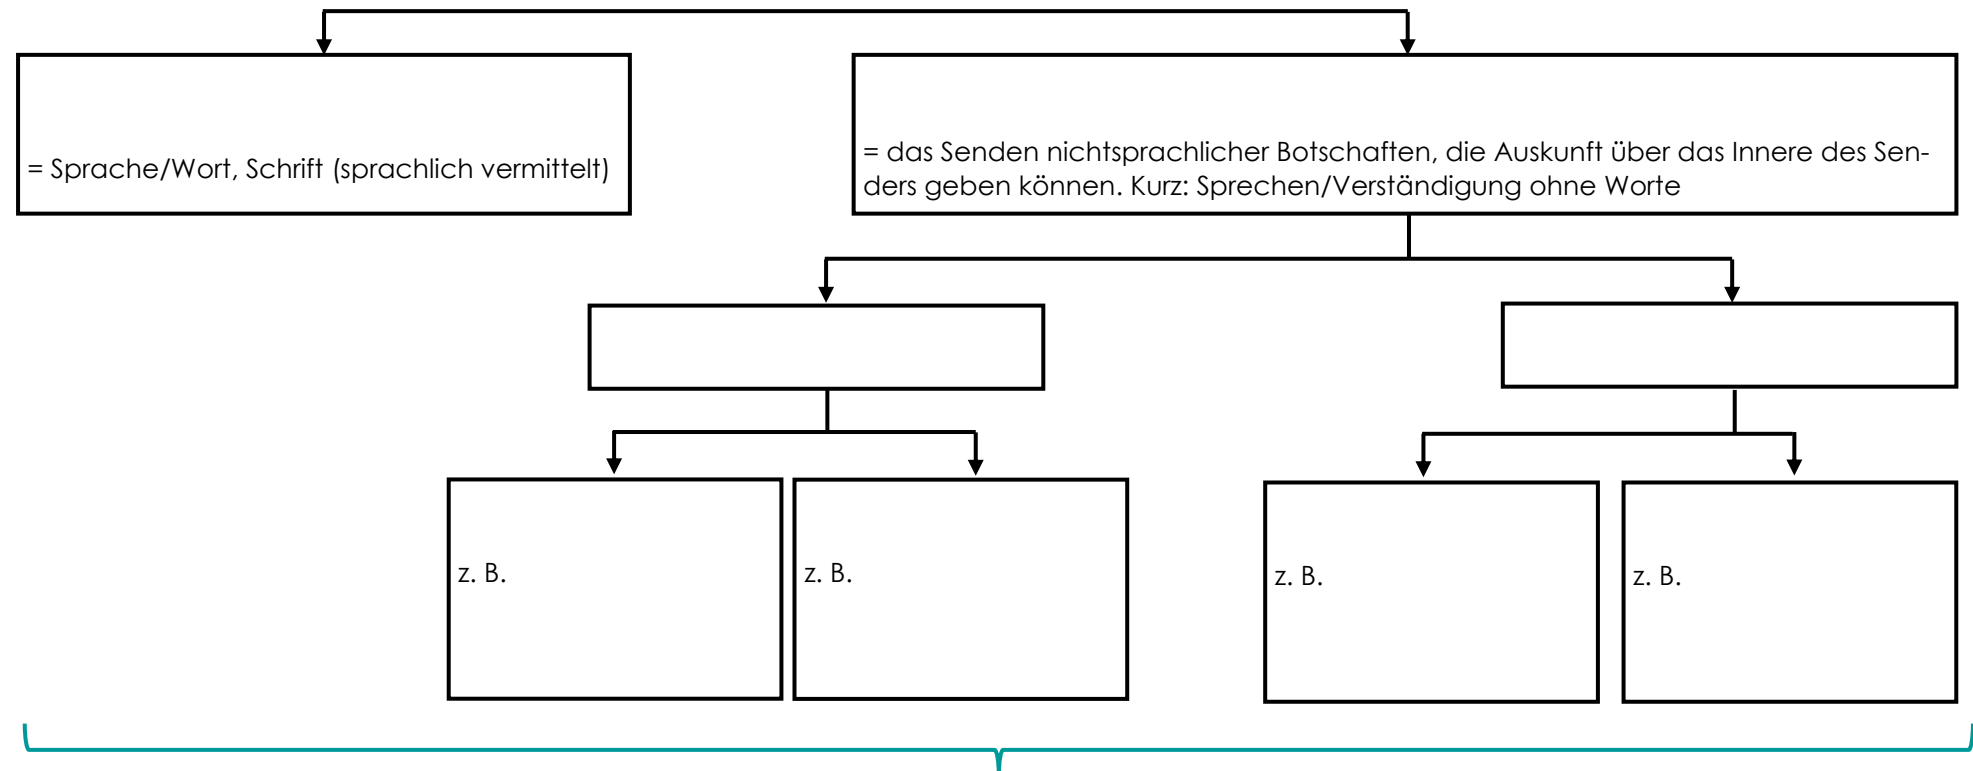 = Sprache/Wort, Schrift (sprachlich vermittelt)
= das Senden nichtsprachlicher Botschaften, die Auskunft über das Innere des Sen-
ders geben können. Kurz: Sprechen/Verständigung ohne Worte
z. B.
z. B.
z. B.
z. B.